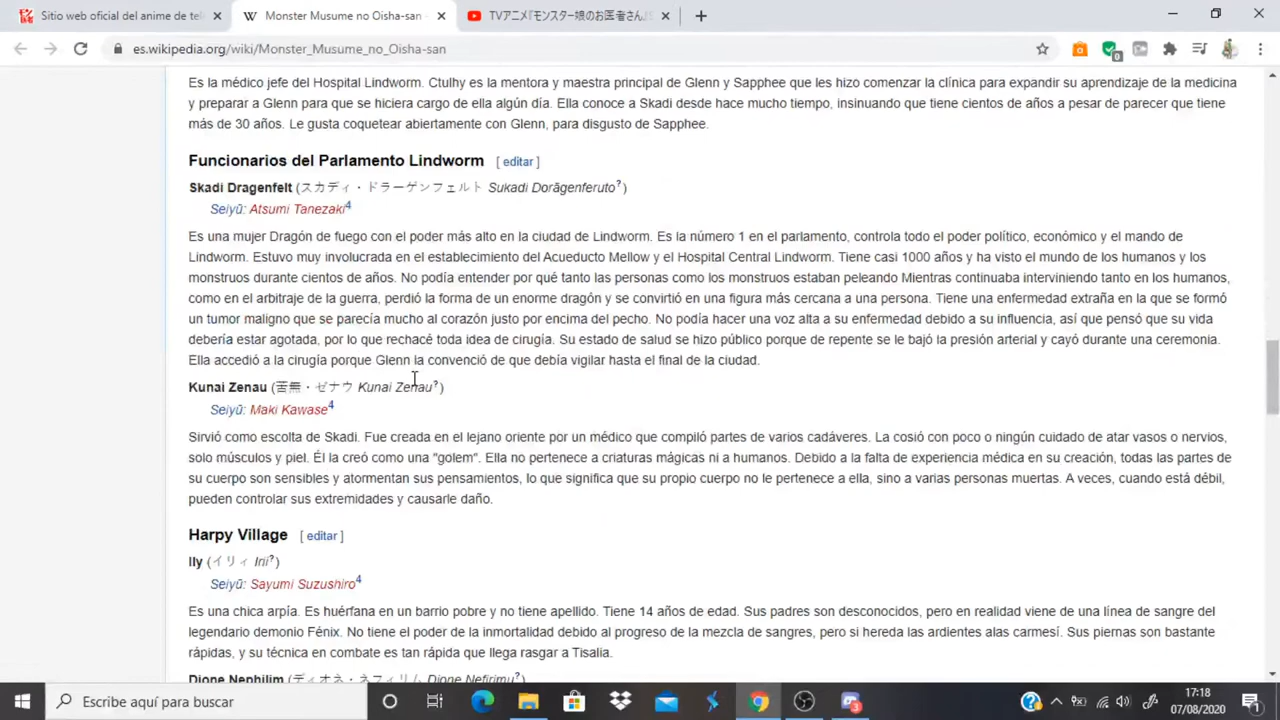 Sitio web oficial del anime de tele
Monster Musume no Oisha-san -
TVアニメ『モンスター娘のお医者さん』S
es.wikipedia.org/wiki/Monster_Musume_no_Oisha-san
Es la médico jefe del Hospital Lindworm. Ctulhy es la mentora y maestra principal de Glenn y Sapphee que les hizo comenzar la clínica para expandir su aprendizaje de la medicina
y preparar a Glenn para que se hiciera cargo de ella algún día. Ella conoce a Skadi desde hace mucho tiempo, insinuando que tiene cientos de años a pesar de parecer que tiene
más de 30 años. Le gusta coquetear abiertamente con Glenn, para disgusto de Sapphee.
Funcionarios del Parlamento Lindworm [ editar ]
Skadi Dragenfelt (スカディ・ドラーゲンフェルト Sukadi Dorāgenferuto?)
Seiyū: Atsumi Tanezaki4
Es una mujer Dragón de fuego con el poder más alto en la ciudad de Lindworm. Es la número 1 en el parlamento, controla todo el poder político, económico y el mando de
Lindworm. Estuvo muy involucrada en el establecimiento del Acueducto Mellow y el Hospital Central Lindworm. Tiene casi 1000 años y ha visto el mundo de los humanos y los
monstruos durante cientos de años. No podía entender por qué tanto las personas como los monstruos estaban peleando Mientras continuaba interviniendo tanto en los humanos,
como en el arbitraje de la guerra, perdió la forma de un enorme dragón y se convirtió en una figura más cercana a una persona. Tiene una enfermedad extraña en la que se formó
un tumor maligno que se parecía mucho al corazón justo por encima del pecho. No podía hacer una voz alta a su enfermedad debido a su influencia, así que pensó que su vida
debería estar agotada, por lo que rechacé toda idea de cirugía. Su estado de salud se hizo público porque de repente se le bajó la presión arterial y cayó durante una ceremonia.
Ella accedió a la cirugía porque Glenn la convenció de que debía vigilar hasta el final de la ciudad.
Kunai Zenau (苦無・ゼナウ Kunai Zenau?)
Seiyū: Maki Kawase4
Sirvió como escolta de Skadi. Fue creada en el lejano oriente por un médico que compiló partes de varios cadáveres. La cosió con poco o ningún cuidado de atar vasos o nervios,
solo músculos y piel. Él la creó como una "golem". Ella no pertenece a criaturas mágicas ni a humanos. Debido a la falta de experiencia médica en su creación, todas las partes de
su cuerpo son sensibles y atormentan sus pensamientos, lo que significa que su propio cuerpo no le pertenece a ella, sino a varias personas muertas. A veces, cuando está débil,
pueden controlar sus extremidades y causarle daño.
Harpy Village [ editar ]
Ily (イリィ Irií?)
Seiyū: Sayumi Suzushiro4
Es una chica arpía. Es huérfana en un barrio pobre y no tiene apellido. Tiene 14 años de edad. Sus padres son desconocidos, pero en realidad viene de una línea de sangre del
legendario demonio Fénix. No tiene el poder de la inmortalidad debido al progreso de la mezcla de sangres, pero si hereda las ardientes alas carmesí. Sus piernas son bastante
rápidas, y su técnica en combate es tan rápida que llega rasgar a Tisalia.
Dione Nephilim (ディオネ・ネフィリム Dione Nefirimu?)
Escribe aquí para buscar
17:18
07/08/2020